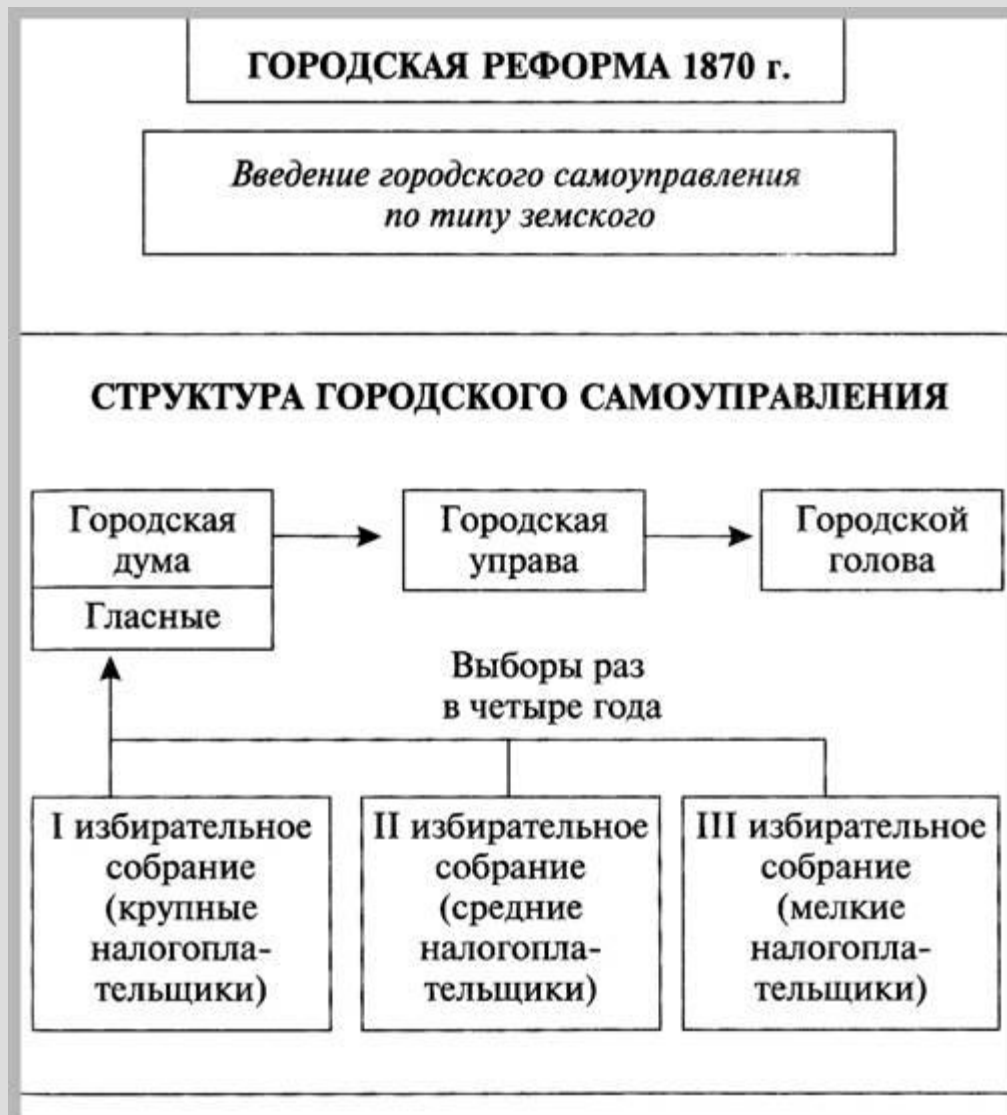 ГОРОДСКАЯ РЕФОРМА 1870 г.
Введение городского самоуправления
по типу земского
СТРУКТУРА ГОРОДСКОГО САМОУПРАВЛЕНИЯ
Городская
дума
Гласные
Городская
управа
Городской
голова
Выборы раз
в четыре года
I избирательное
собрание
(крупные
налогопла-
тельщики)
II избирательное
собрание
(средние
налогопла-
тельщики)
III избирательное
собрание
(мелкие
налогопла-
тельщики)